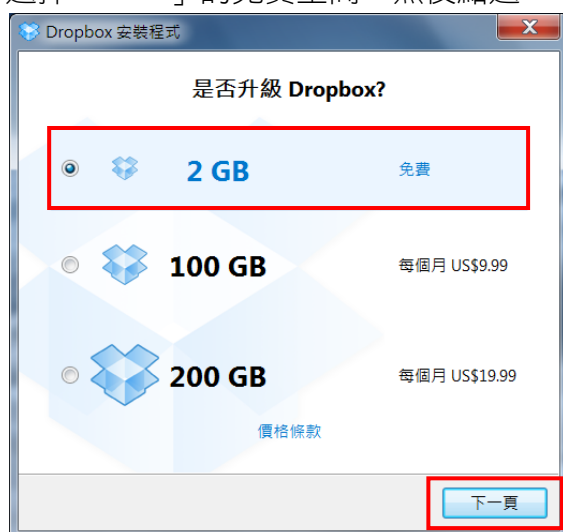 Dropbox 安裝程式
是否升級 Dropbox?
2 GB 免費
100 GB 每個月 US$9.99
200 GB 每個月 US$19.99
價格條款
下一頁